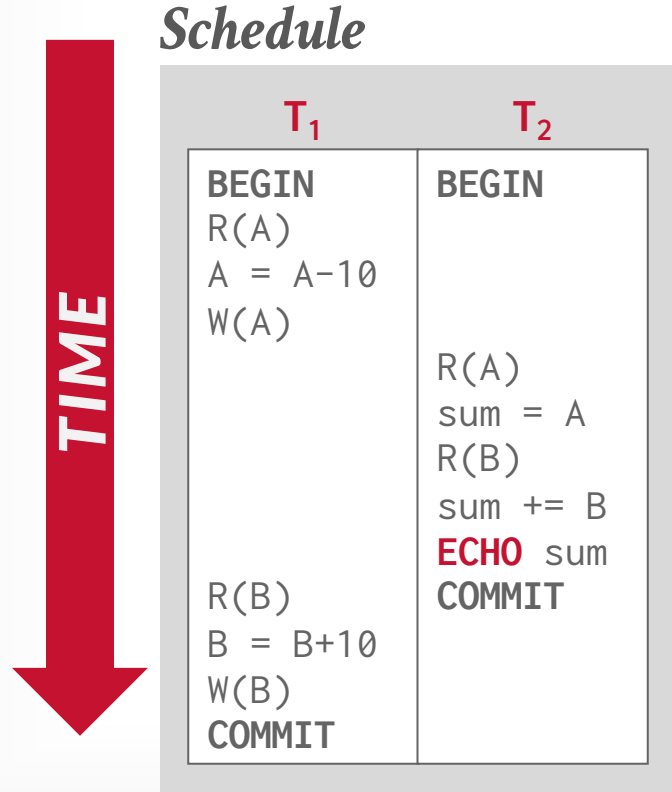 Schedule
TIME
T₁ T₂
BEGIN BEGIN
R(A)
A = A-10
W(A)
R(A)
sum = A
R(B)
sum += B
ECHO sum
R(B) COMMIT
B = B+10
W(B)
COMMIT